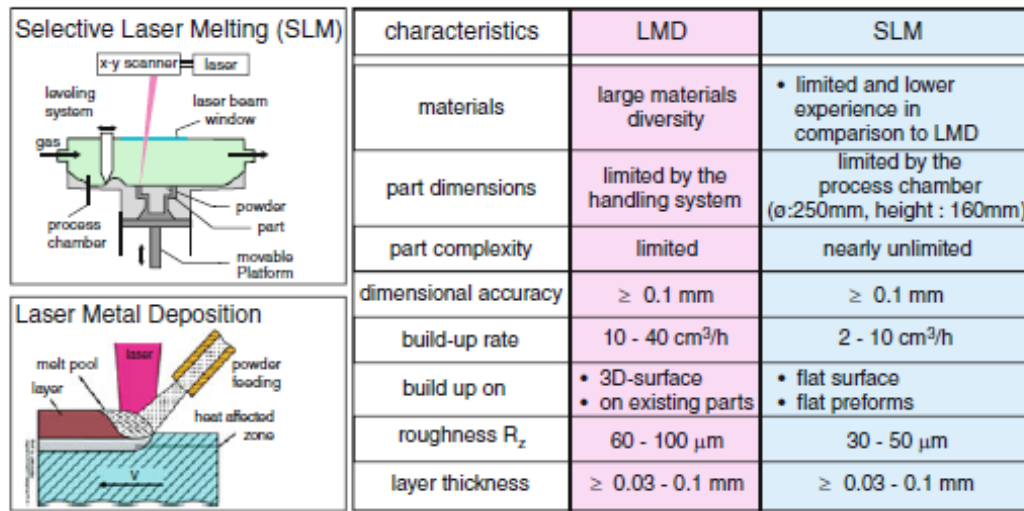 Selective Laser Melting (SLM)
x-y scanner
laser
leveling
system
laser beam
window
gas
powder
part
process
chamber
movable
Platform
Laser Metal Deposition
laser
melt pool
layer
powder
feeding
heat affected
zone
V
characteristics LMD SLM
materials
large materials
diversity
• limited and lower
experience in
comparison to LMD
part dimensions
limited by the
handling system
limited by the
process chamber
(ø:250mm, height : 160mm)
part complexity limited nearly unlimited
dimensional accuracy ≥ 0.1 mm ≥ 0.1 mm
build-up rate 10 - 40 cm³/h 2 - 10 cm³/h
build up on
• 3D-surface
• on existing parts
• flat surface
• flat preforms
roughness Rz 60 - 100 µm 30 - 50 µm
layer thickness ≥ 0.03 - 0.1 mm ≥ 0.03 - 0.1 mm